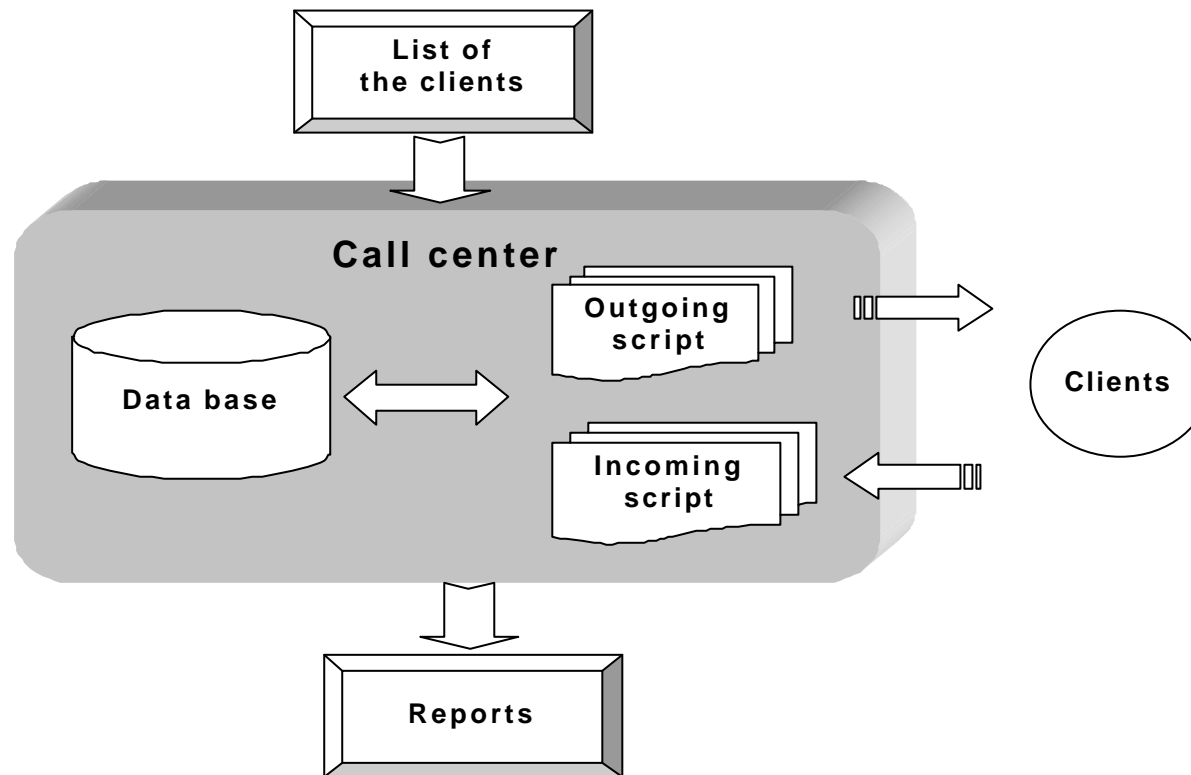 List of
the clients
Call center
Outgoing
script
Data base
Clients
Incoming
script
Reports